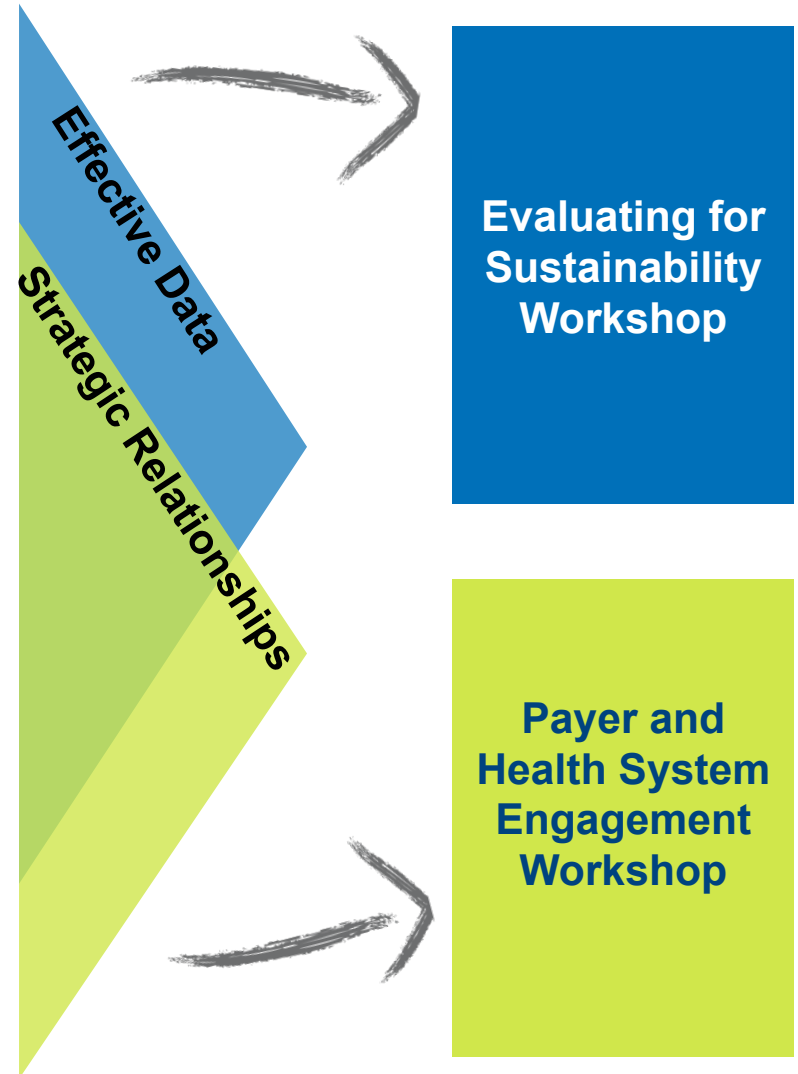 Effective Data
Strategic Relationships
Evaluating for
Sustainability
Workshop
Payer and
Health System
Engagement
Workshop